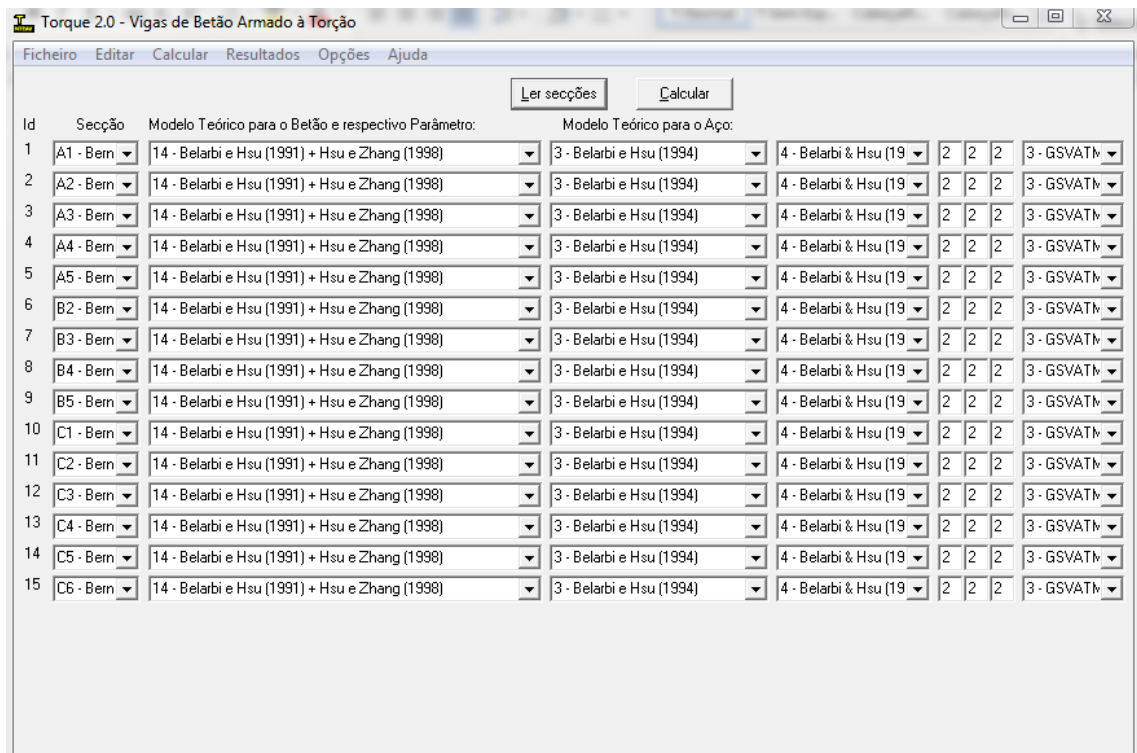 Torque 2.0 - Vigas de Betão Armado à Torção
Ficheiro Editar Calcular Resultados Opções Ajuda
Ler secções Calcular
Id Secção Modelo Teórico para o Betão e respectivo Parâmetro: Modelo Teórico para o Aço:
1 A1 - Bern 14 - Belarbi e Hsu (1991) + Hsu e Zhang (1998) 3 - Belarbi e Hsu (1994) 4 - Belarbi & Hsu (19 2 2 2 3 - GSVATM
2 A2 - Bern 14 - Belarbi e Hsu (1991) + Hsu e Zhang (1998) 3 - Belarbi e Hsu (1994) 4 - Belarbi & Hsu (19 2 2 2 3 - GSVATM
3 A3 - Bern 14 - Belarbi e Hsu (1991) + Hsu e Zhang (1998) 3 - Belarbi e Hsu (1994) 4 - Belarbi & Hsu (19 2 2 2 3 - GSVATM
4 A4 - Bern 14 - Belarbi e Hsu (1991) + Hsu e Zhang (1998) 3 - Belarbi e Hsu (1994) 4 - Belarbi & Hsu (19 2 2 2 3 - GSVATM
5 A5 - Bern 14 - Belarbi e Hsu (1991) + Hsu e Zhang (1998) 3 - Belarbi e Hsu (1994) 4 - Belarbi & Hsu (19 2 2 2 3 - GSVATM
6 B2 - Bern 14 - Belarbi e Hsu (1991) + Hsu e Zhang (1998) 3 - Belarbi e Hsu (1994) 4 - Belarbi & Hsu (19 2 2 2 3 - GSVATM
7 B3 - Bern 14 - Belarbi e Hsu (1991) + Hsu e Zhang (1998) 3 - Belarbi e Hsu (1994) 4 - Belarbi & Hsu (19 2 2 2 3 - GSVATM
8 B4 - Bern 14 - Belarbi e Hsu (1991) + Hsu e Zhang (1998) 3 - Belarbi e Hsu (1994) 4 - Belarbi & Hsu (19 2 2 2 3 - GSVATM
9 B5 - Bern 14 - Belarbi e Hsu (1991) + Hsu e Zhang (1998) 3 - Belarbi e Hsu (1994) 4 - Belarbi & Hsu (19 2 2 2 3 - GSVATM
10 C1 - Bern 14 - Belarbi e Hsu (1991) + Hsu e Zhang (1998) 3 - Belarbi e Hsu (1994) 4 - Belarbi & Hsu (19 2 2 2 3 - GSVATM
11 C2 - Bern 14 - Belarbi e Hsu (1991) + Hsu e Zhang (1998) 3 - Belarbi e Hsu (1994) 4 - Belarbi & Hsu (19 2 2 2 3 - GSVATM
12 C3 - Bern 14 - Belarbi e Hsu (1991) + Hsu e Zhang (1998) 3 - Belarbi e Hsu (1994) 4 - Belarbi & Hsu (19 2 2 2 3 - GSVATM
13 C4 - Bern 14 - Belarbi e Hsu (1991) + Hsu e Zhang (1998) 3 - Belarbi e Hsu (1994) 4 - Belarbi & Hsu (19 2 2 2 3 - GSVATM
14 C5 - Bern 14 - Belarbi e Hsu (1991) + Hsu e Zhang (1998) 3 - Belarbi e Hsu (1994) 4 - Belarbi & Hsu (19 2 2 2 3 - GSVATM
15 C6 - Bern 14 - Belarbi e Hsu (1991) + Hsu e Zhang (1998) 3 - Belarbi e Hsu (1994) 4 - Belarbi & Hsu (19 2 2 2 3 - GSVATM